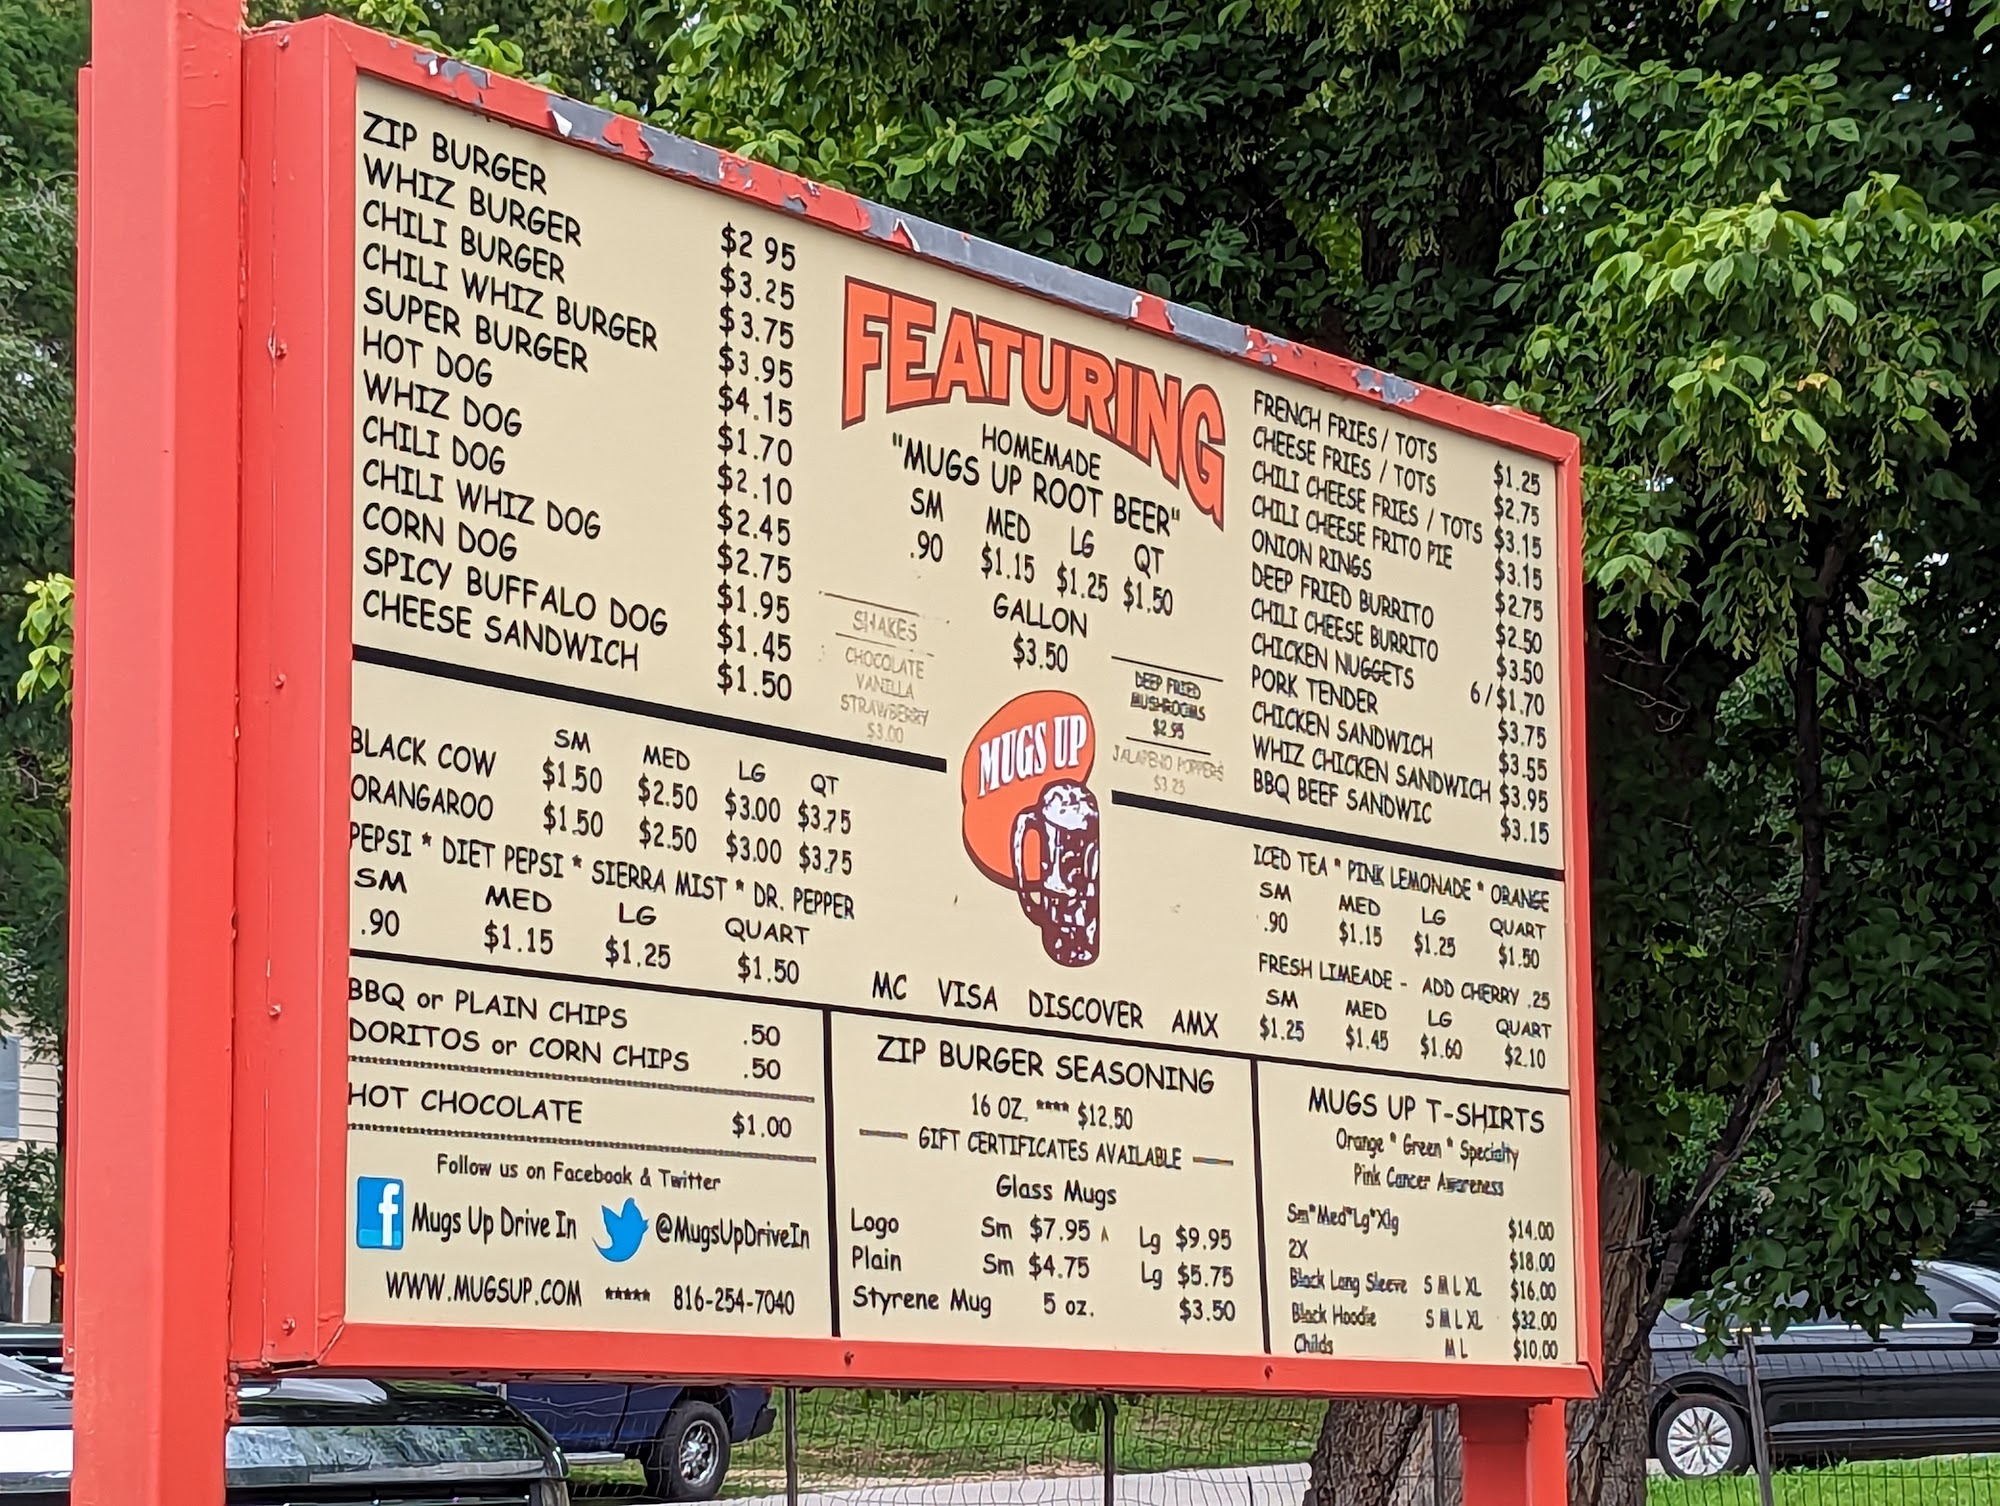 ZIP BURGER $2 95
WHIZ BURGER $3.25
CHILI BURGER $3.75
CHILI WHIZ BURGER $3.95
SUPER BURGER $4.15
HOT DOG $1.70
WHIZ DOG $2.10
CHILI DOG $2.45
CHILI WHIZ DOG $2.75
CORN DOG $1.95
SPICY BUFFALO DOG $1.45
CHEESE SANDWICH $1.50
FEATURING
HOMEMADE
"MUGS UP ROOT BEER"
SM MED LG QT
.90 $1.15 $1.25 $1.50
GALLON
$3.50
SHAKES
CHOCOLATE
VANILLA
STRAWBERRY
$3.00
DEEP FRIED
MUSHROOMS
$2.95
JALAPENO POPPERS
$3.25
MUGS UP
FRENCH FRIES / TOTS $1.25
CHEESE FRIES / TOTS $2.75
CHILI CHEESE FRIES / TOTS $3.15
CHILI CHEESE FRITO PIE $3.15
ONION RINGS $2.75
DEEP FRIED BURRITO $2.50
CHILI CHEESE BURRITO $3.50
CHICKEN NUGGETS 6/$1.70
PORK TENDER $3.75
CHICKEN SANDWICH $3.55
WHIZ CHICKEN SANDWICH $3.95
BBQ BEEF SANDWIC $3.15
SM MED LG QT
BLACK COW $1.50 $2.50 $3.00 $3.75
ORANGAROO $1.50 $2.50 $3.00 $3.75
PEPSI * DIET PEPSI * SIERRA MIST * DR. PEPPER
SM MED LG QUART
.90 $1.15 $1.25 $1.50
MC VISA DISCOVER AMX
ICED TEA * PINK LEMONADE * ORANGE
SM MED LG QUART
.90 $1.15 $1.25 $1.50
FRESH LIMEADE - ADD CHERRY .25
SM MED LG QUART
$1.25 $1.45 $1.60 $2.10
BBQ or PLAIN CHIPS .50
DORITOS or CORN CHIPS .50
HOT CHOCOLATE $1.00
Follow us on Facebook & Twitter
f Mugs Up Drive In @MugsUpDriveIn
WWW.MUGSUP.COM ***** 816-254-7040
ZIP BURGER SEASONING
16 OZ. **** $12.50
GIFT CERTIFICATES AVAILABLE
Glass Mugs
Logo Sm $7.95 Lg $9.95
Plain Sm $4.75 Lg $5.75
Styrene Mug 5 oz. $3.50
MUGS UP T-SHIRTS
Orange * Green * Specialty
Pink Cancer Awareness
Sm*Med*Lg*Xlg $14.00
2X $18.00
Black Long Sleeve S M L XL $16.00
Black Hoodie S M L XL $32.00
Childs M L $10.00